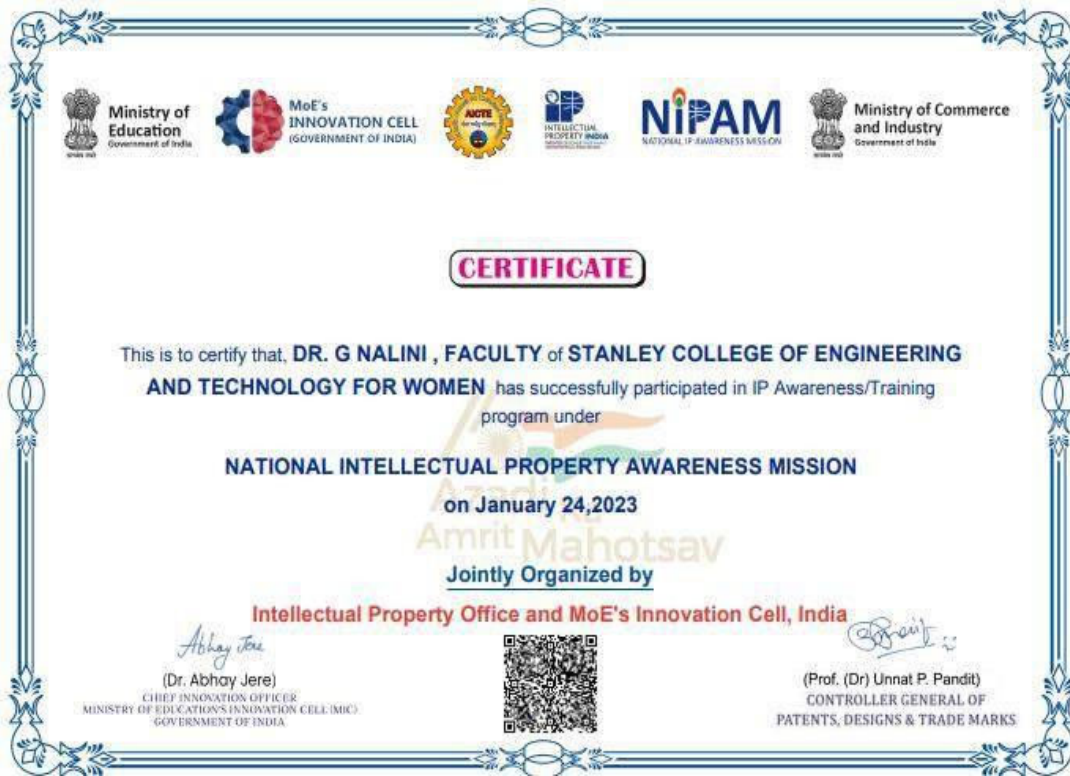 Ministry of
Education
Government of India
MoE's
INNOVATION CELL
(GOVERNMENT OF INDIA)
AICTE
INTELLECTUAL
PROPERTY INDIA
NiPAM
NATIONAL IP AWARENESS MISSION
Ministry of Commerce
and Industry
Government of India
CERTIFICATE
This is to certify that, DR. G NALINI , FACULTY of STANLEY COLLEGE OF ENGINEERING
AND TECHNOLOGY FOR WOMEN has successfully participated in IP Awareness/Training
program under
NATIONAL INTELLECTUAL PROPERTY AWARENESS MISSION
on January 24,2023
Azadi Ka
Amrit Mahotsav
Jointly Organized by
Intellectual Property Office and MoE's Innovation Cell, India
Abhay Jere
(Dr. Abhay Jere)
CHIEF INNOVATION OFFICER
MINISTRY OF EDUCATION'S INNOVATION CELL (MIC)
GOVERNMENT OF INDIA
(Prof. (Dr) Unnat P. Pandit)
CONTROLLER GENERAL OF
PATENTS, DESIGNS & TRADE MARKS